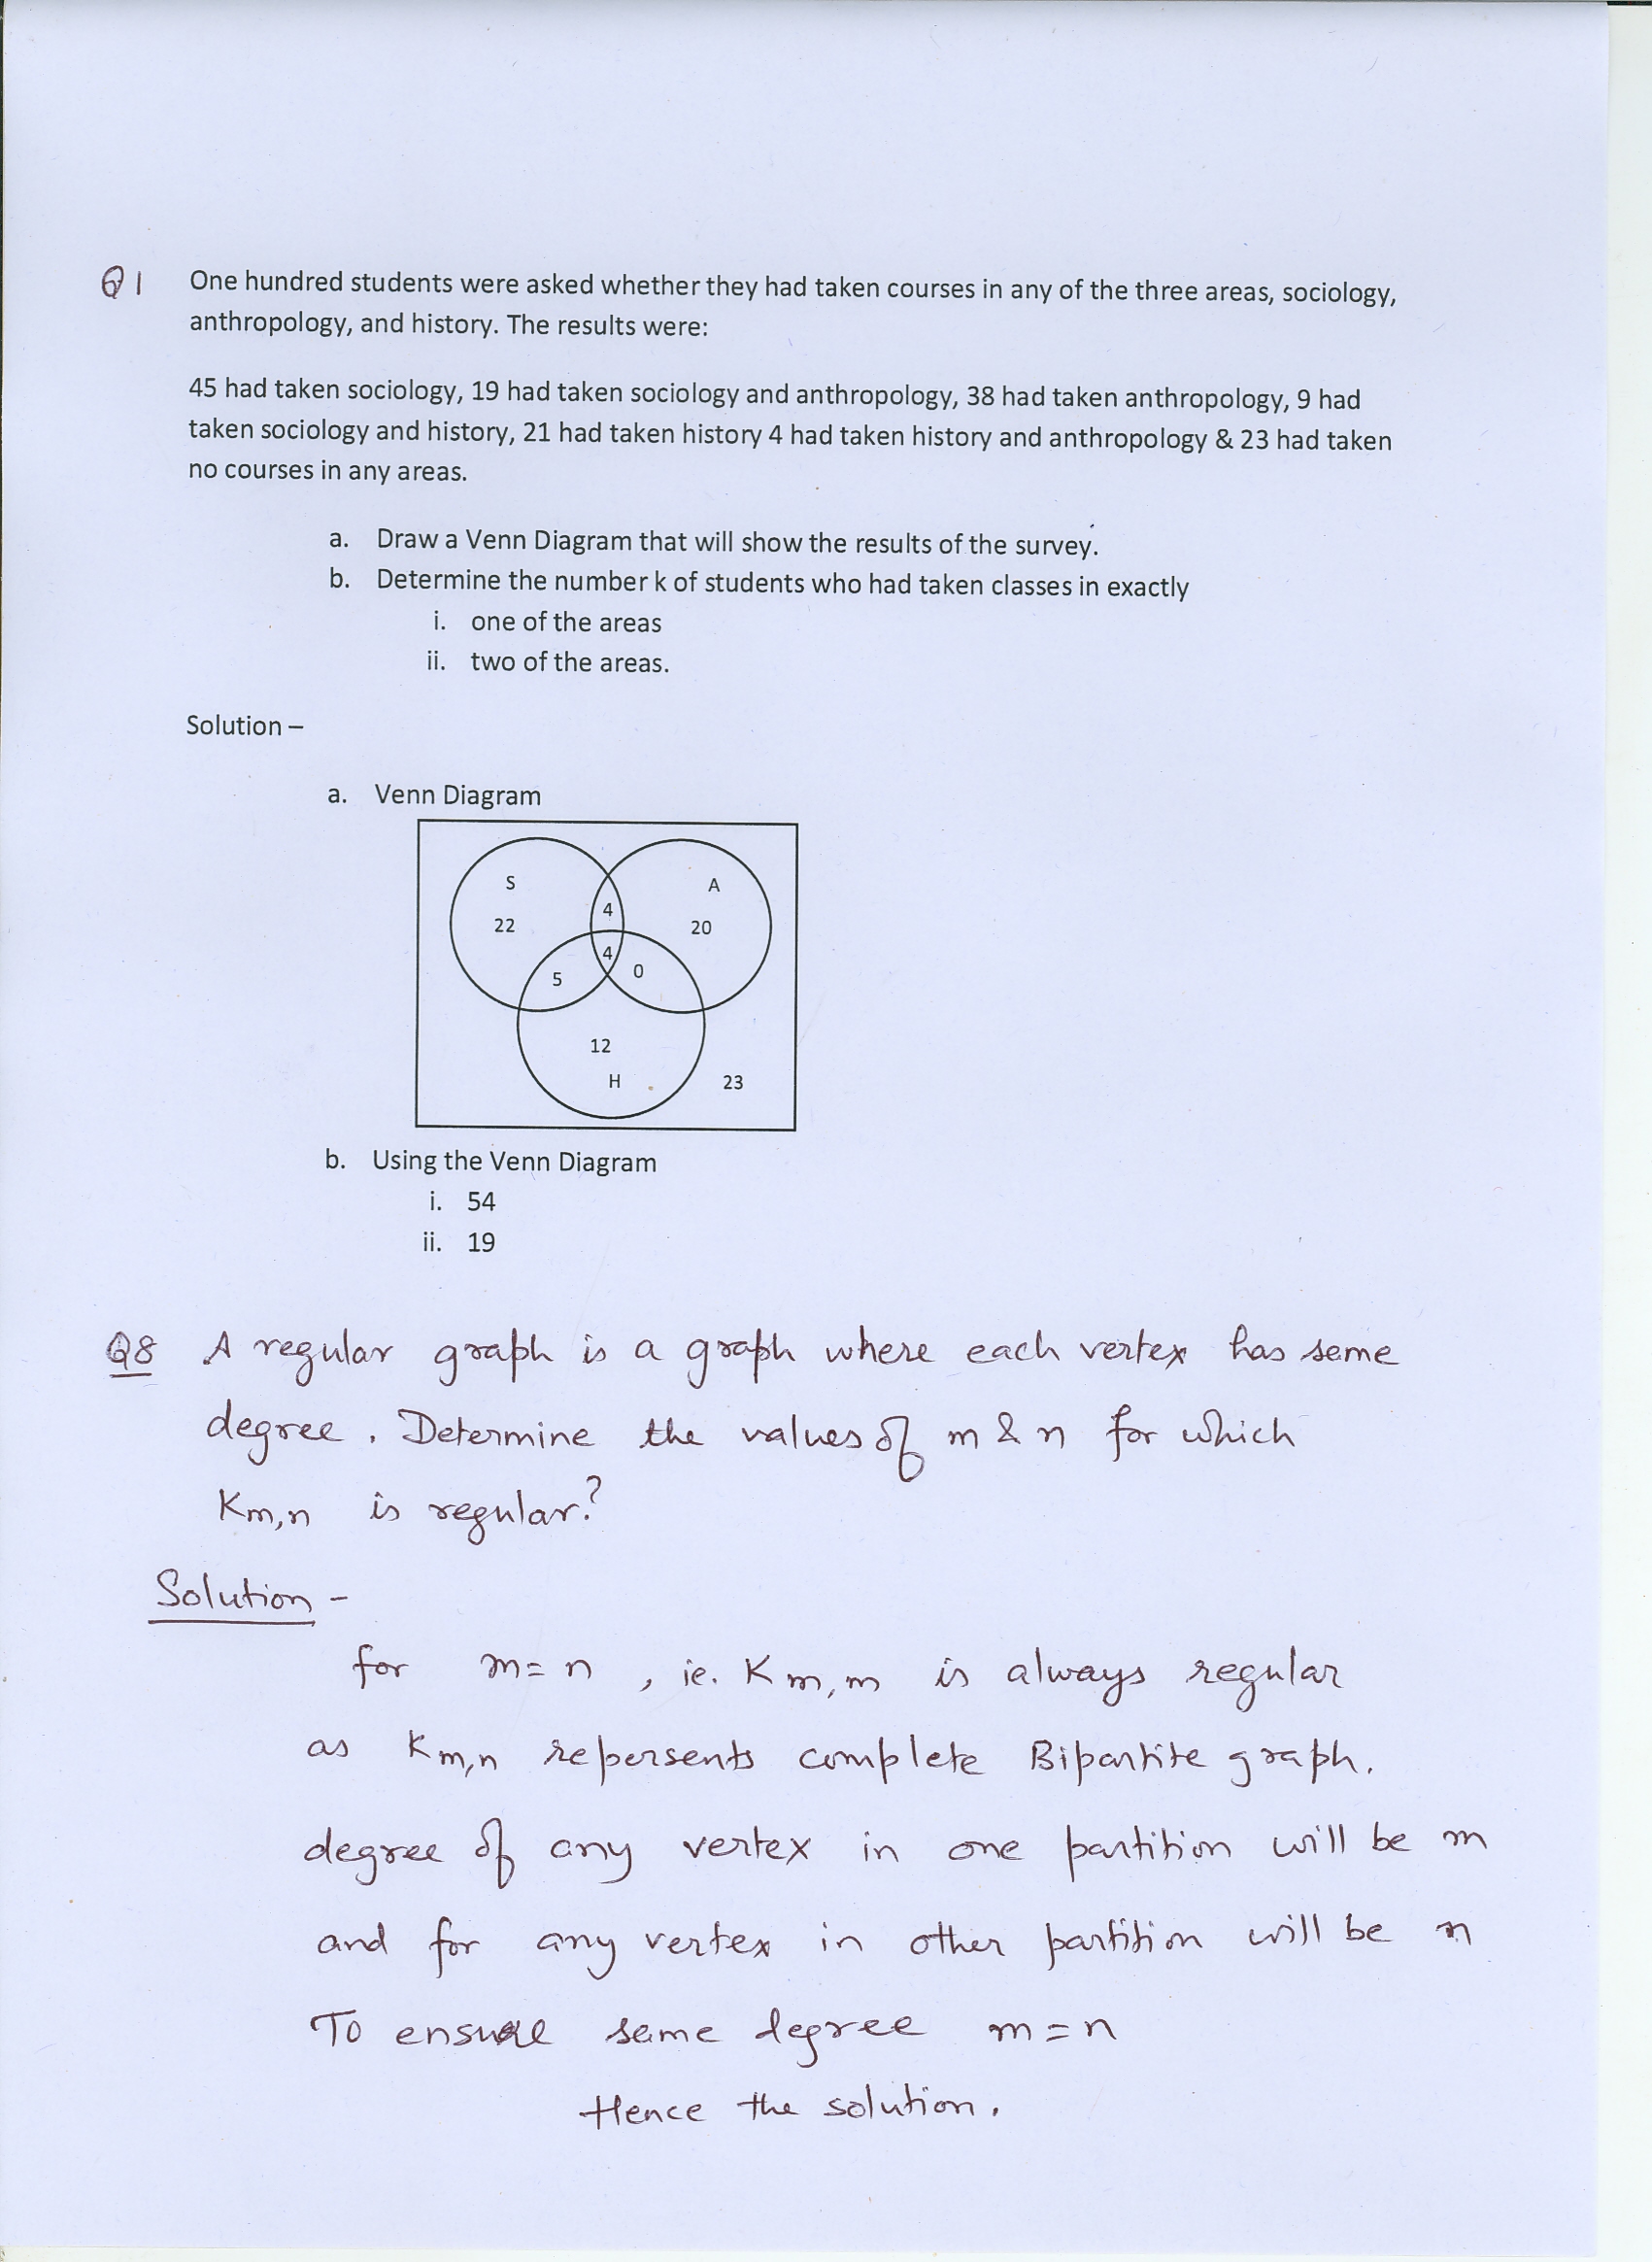 Q1 One hundred students were asked whether they had taken courses in any of the three areas, sociology,
anthropology, and history. The results were:
45 had taken sociology, 19 had taken sociology and anthropology, 38 had taken anthropology, 9 had
taken sociology and history, 21 had taken history 4 had taken history and anthropology & 23 had taken
no courses in any areas.
a. Draw a Venn Diagram that will show the results of the survey.
b. Determine the number k of students who had taken classes in exactly
i. one of the areas
ii. two of the areas.
Solution –
a. Venn Diagram
S A
4
22 20
4
5 0
12
H 23
b. Using the Venn Diagram
i. 54
ii. 19
Q8 A regular graph is a graph where each vertex has seme
degree. Determine the values of m & n for which
Km,n is regular?
Solution -
for m=n, ie. Km,m is always regular
as Km,n repersents complete Bipartite graph.
degree of any vertex in one partition will be m
and for any vertex in other partition will be n
To ensure seme degree m=n
Hence the solution.